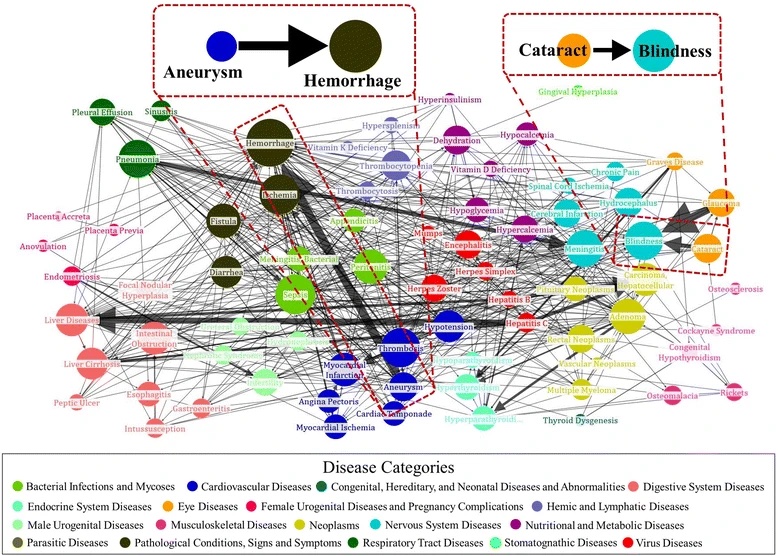 Aneurysm
Hemorrhage
Cataract
Blindness
Gingival Hyperplasia
Hyperinsulinism
Pleural Effusion
Sinusitis
Hypersplenism
Dehydration
Hypocalcemia
Hemorrhage
Vitamin K Deficiency
Pneumonia
Thrombocytopenia
Vitamin D Deficiency
Chronic Pain
Graves Disease
Ischemia
Thrombocytosis
Spinal Cord Ischemia
Hydrocephalus
Glaucoma
Placenta Accreta
Placenta Previa
Fistula
Appendicitis
Hypoglycemia
Cerebral Infarction
Mumps
Hypercalcemia
Anovulation
Encephalitis
Meningitis
Blindness
Cataract
Diarrhea
Meningitis, Bacterial
Peritonitis
Herpes Simplex
Endometriosis
Carcinoma,
Hepatocellular
Focal Nodular
Hyperplasia
Sepsis
Herpes Zoster
Pituitary Neoplasms
Osteosclerosis
Hepatitis B
Liver Diseases
Adenoma
Hypotension
Hepatitis C
Cockayne Syndrome
Intestinal
Obstruction
Rectal Neoplasms
Congenital
Hypothyroidism
Thrombosis
Liver Cirrhosis
Hypoparathyroidism
Vascular Neoplasms
Myocardial
Infarction
Infertility
Aneurysm
Hyperthyroidism
Multiple Myeloma
Rickets
Osteomalacia
Esophagitis
Peptic Ulcer
Gastroenteritis
Angina Pectoris
Cardiac Tamponade
Hyperparathyroidi...
Thyroid Dysgenesis
Intussusception
Myocardial Ischemia
Disease Categories
Bacterial Infections and Mycoses Cardiovascular Diseases Congenital, Hereditary, and Neonatal Diseases and Abnormalities Digestive System Diseases
Endocrine System Diseases Eye Diseases Female Urogenital Diseases and Pregnancy Complications Hemic and Lymphatic Diseases
Male Urogenital Diseases Musculoskeletal Diseases Neoplasms Nervous System Diseases Nutritional and Metabolic Diseases
Parasitic Diseases Pathological Conditions, Signs and Symptoms Respiratory Tract Diseases Stomatognathic Diseases Virus Diseases